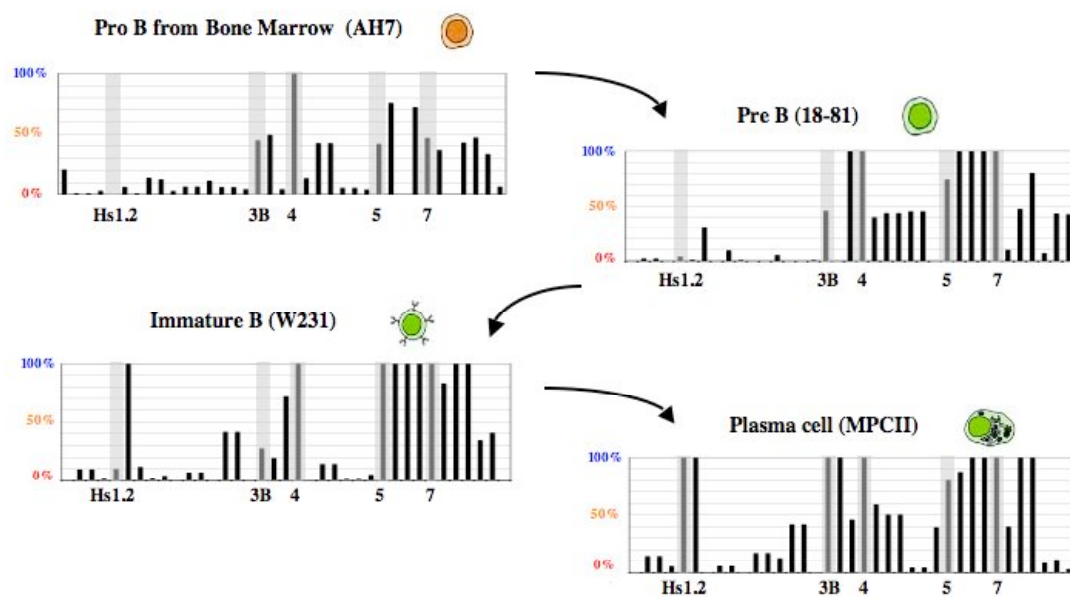 Pro B from Bone Marrow (AH7)
100%
50%
0%
Hs1.2 3B 4 5 7
Pre B (18-81)
100%
50%
0%
Hs1.2 3B 4 5 7
Immature B (W231)
100%
50%
0%
Hs1.2 3B 4 5 7
Plasma cell (MPCII)
100%
50%
0%
Hs1.2 3B 4 5 7